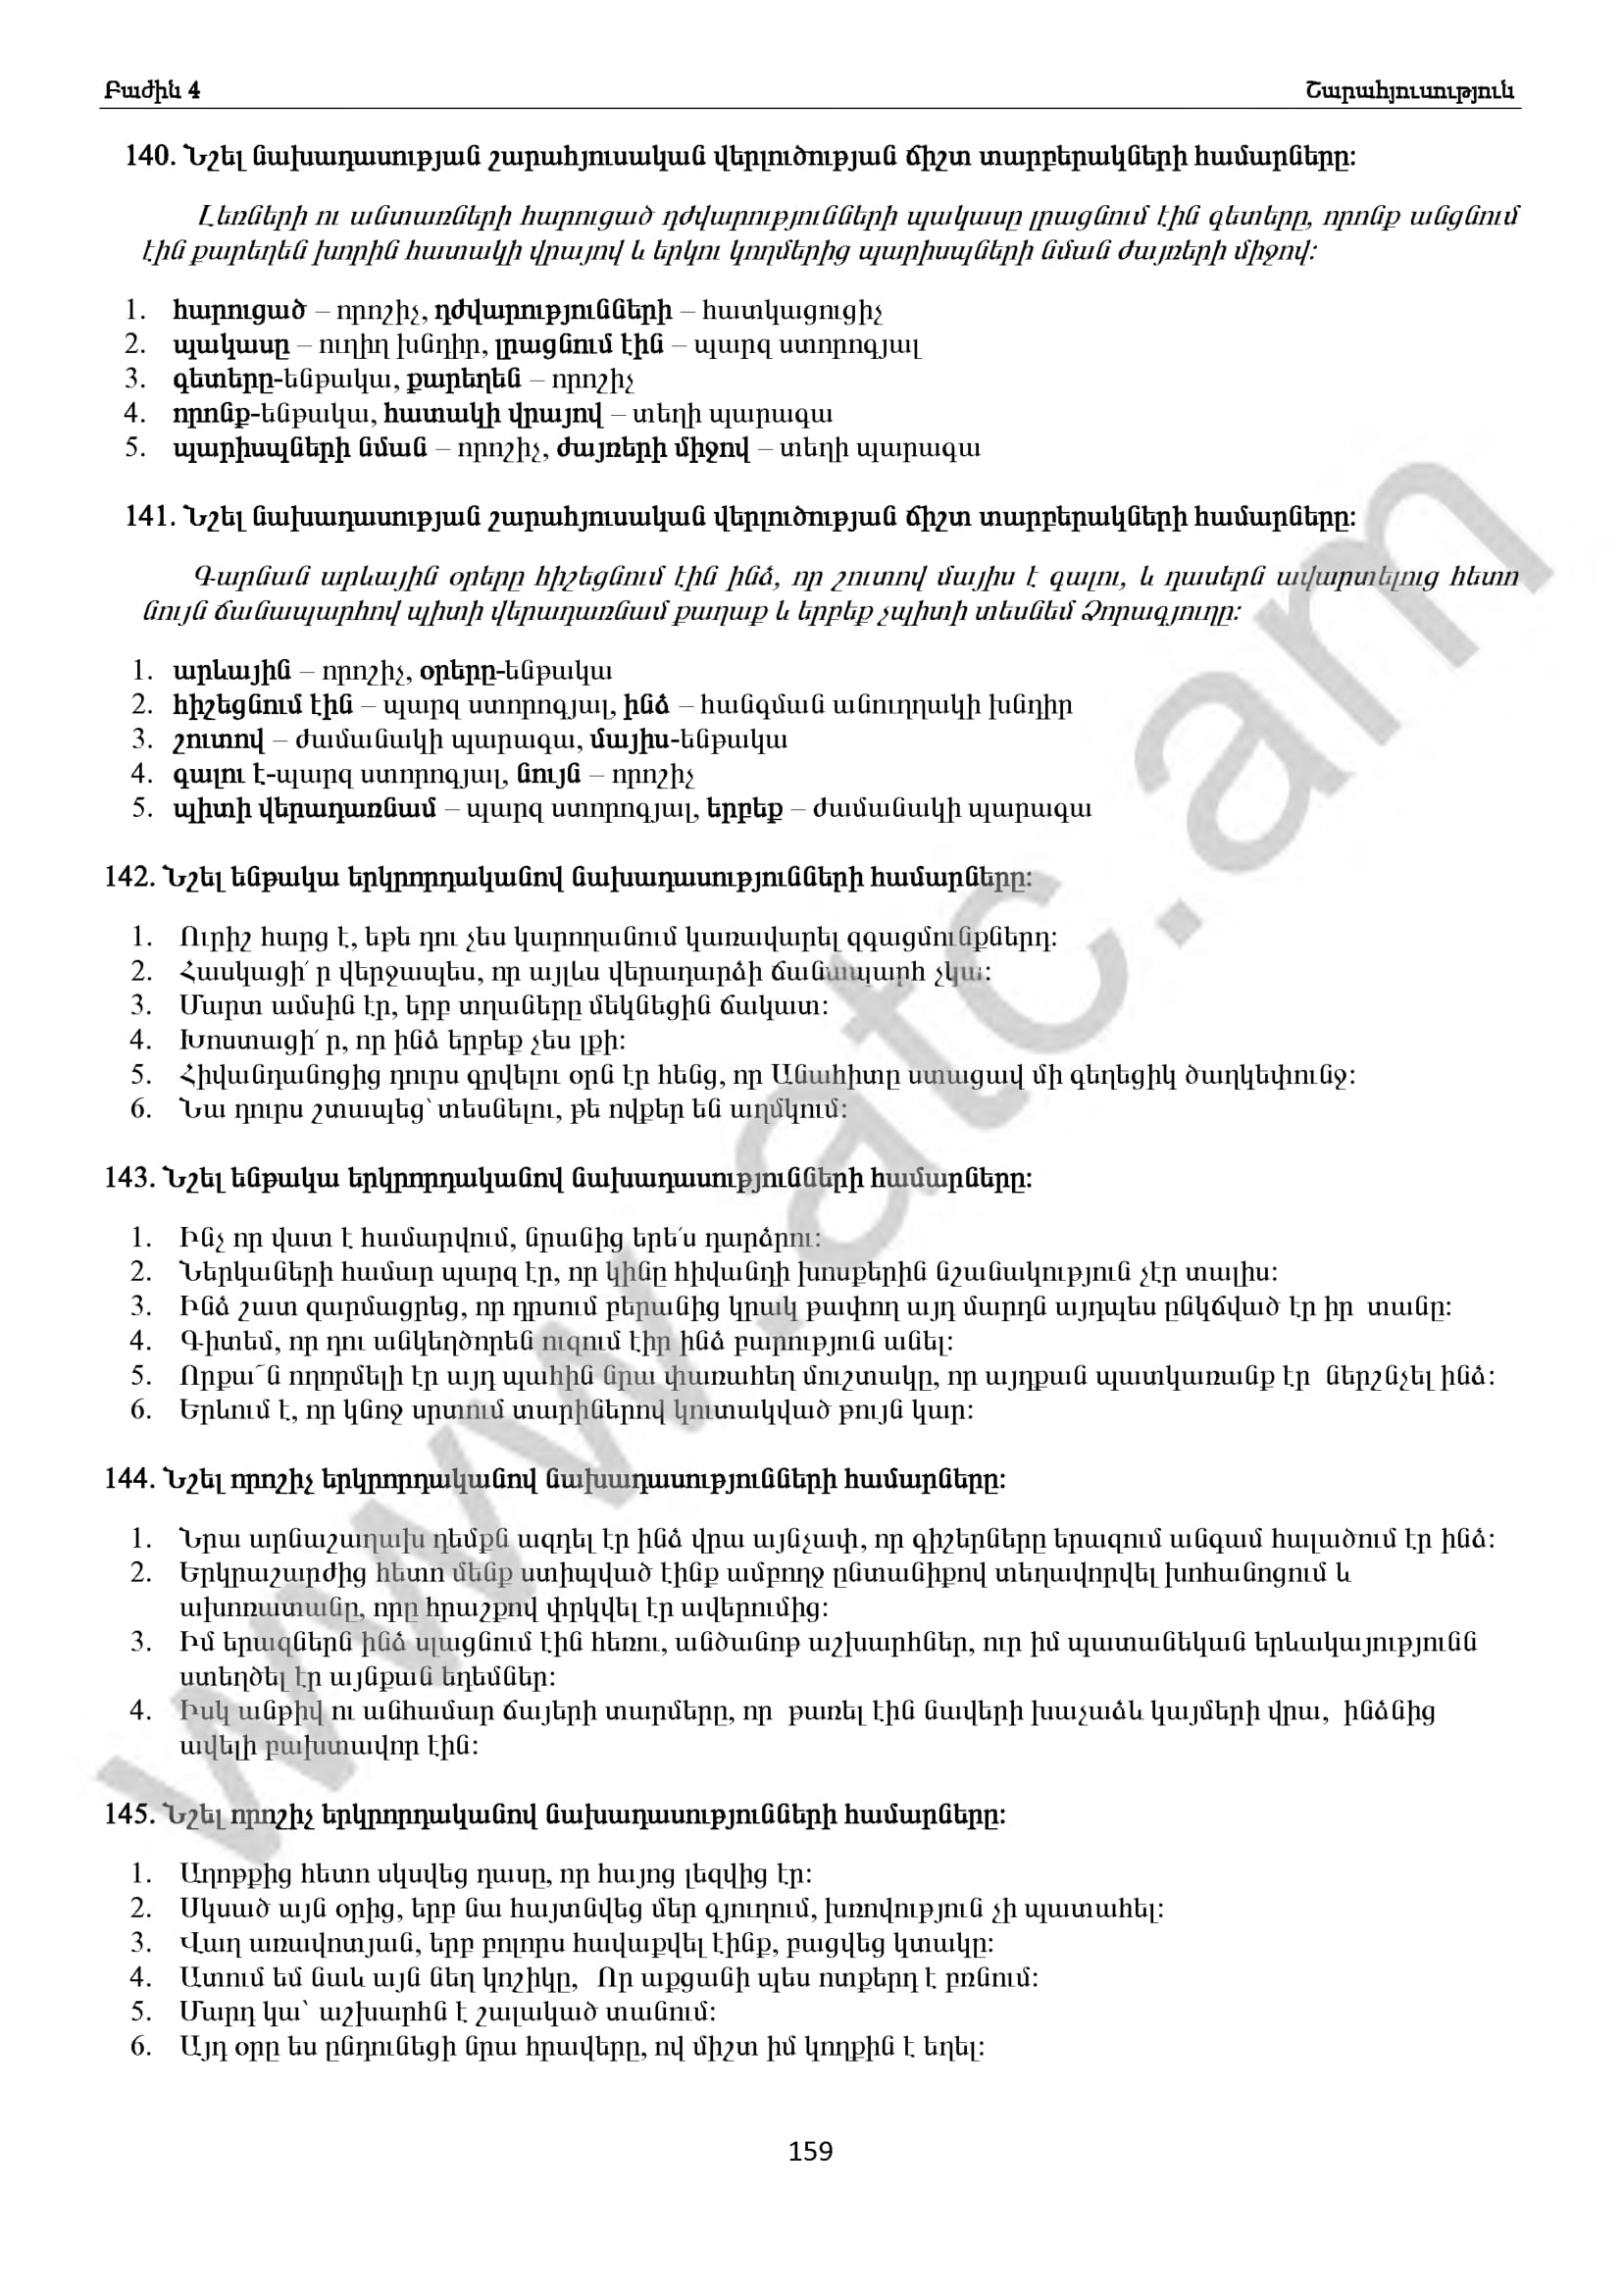 Բաժին 4 Շարահյուսություն
140. Նշել նախադասության շարահյուսական վերլուծության ճիշտ տարբերակների համարները։
Լեռների ու անտառների հարուցած դժվարությունների պակասը լրացնում էին գետերը, որոնք անցնում
էին քարեղեն խորին հատակի վրայով և երկու կողմերից պարիսպների նման ժայռերի միջով։
1. հարուցած – որոշիչ, դժվարությունների – հատկացուցիչ
2. պակասը – ուղիղ խնդիր, լրացնում էին – պարզ ստորոգյալ
3. գետերը-ենթակա, քարեղեն – որոշիչ
4. որոնք-ենթակա, հատակի վրայով – տեղի պարագա
5. պարիսպների նման – որոշիչ, ժայռերի միջով – տեղի պարագա
141. Նշել նախադասության շարահյուսական վերլուծության ճիշտ տարբերակների համարները։
Գարնան արևային օրերը հիշեցնում էին ինձ, որ շուտով մայիս է գալու, և դասերն ավարտելուց հետո
նույն ճանապարհով պիտի վերադառնամ քաղաք և երբեք չպիտի տեսնեմ Ձորագյուղը։
1. արևային – որոշիչ, օրերը-ենթակա
2. հիշեցնում էին – պարզ ստորոգյալ, ինձ – հանգման անուղղակի խնդիր
3. շուտով – ժամանակի պարագա, մայիս-ենթակա
4. գալու է-պարզ ստորոգյալ, նույն – որոշիչ
5. պիտի վերադառնամ – պարզ ստորոգյալ, երբեք – ժամանակի պարագա
142. Նշել ենթակա երկրորդականով նախադասությունների համարները։
1. Ուրիշ հարց է, եթե դու չես կարողանում կառավարել զգացմունքներդ։
2. Հասկացի՛ր վերջապես, որ այլևս վերադարձի ճանապարհ չկա։
3. Մարտ ամսին էր, երբ տղաները մեկնեցին ճակատ։
4. Խոստացի՛ր, որ ինձ երբեք չես լքի։
5. Հիվանդանոցից դուրս գրվելու օրն էր հենց, որ Անահիտը ստացավ մի գեղեցիկ ծաղկեփունջ։
6. Նա դուրս շտապեց՝ տեսնելու, թե ովքեր են աղմկում։
143. Նշել ենթակա երկրորդականով նախադասությունների համարները։
1. Ինչ որ վատ է համարվում, նրանից երե՛ս դարձրու։
2. Ներկաների համար պարզ էր, որ կինը հիվանդի խոսքերին նշանակություն չէր տալիս։
3. Ինձ շատ զարմացրեց, որ դրսում բերանից կրակ թափող այդ մարդն այդպես ընկճված էր իր տանը։
4. Գիտեմ, որ դու անկեղծորեն ուզում էիր ինձ բարություն անել։
5. Որքա՜ն ողորմելի էր այդ պահին նրա փառահեղ մուշտակը, որ այդքան պատկառանք էր ներշնչել ինձ։
6. Երևում է, որ կնոջ սրտում տարիներով կուտակված թույն կար։
144. Նշել որոշիչ երկրորդականով նախադասությունների համարները։
1. Նրա արնաշաղախ դեմքն ազդել էր ինձ վրա այնչափ, որ գիշերները երազում անգամ հալածում էր ինձ։
2. Երկրաշարժից հետո մենք ստիպված էինք ամբողջ ընտանիքով տեղավորվել խոհանոցում և
ախոռատանը, որը հրաշքով փրկվել էր ավերումից։
3. Իմ երազներն ինձ սլացնում էին հեռու, անծանոթ աշխարհներ, ուր իմ պատանեկան երևակայությունն
ստեղծել էր այնքան եդեմներ։
4. Իսկ անթիվ ու անհամար ճայերի տարմերը, որ թառել էին նավերի խաչաձև կայմերի վրա, ինձնից
ավելի բախտավոր էին։
145. Նշել որոշիչ երկրորդականով նախադասությունների համարները։
1. Աղոթքից հետո սկսվեց դասը, որ հայոց լեզվից էր։
2. Սկսած այն օրից, երբ նա հայտնվեց մեր գյուղում, խռովություն չի պատահել։
3. Վաղ առավոտյան, երբ բոլորս հավաքվել էինք, բացվեց կտակը։
4. Ատում եմ նաև այն նեղ կոշիկը, Որ աքցանի պես ոտքերդ է բռնում։
5. Մարդ կա՝ աշխարհն է շալակած տանում։
6. Այդ օրը ես ընդունեցի նրա հրավերը, ով միշտ իմ կողքին է եղել։
159
www.atc.am